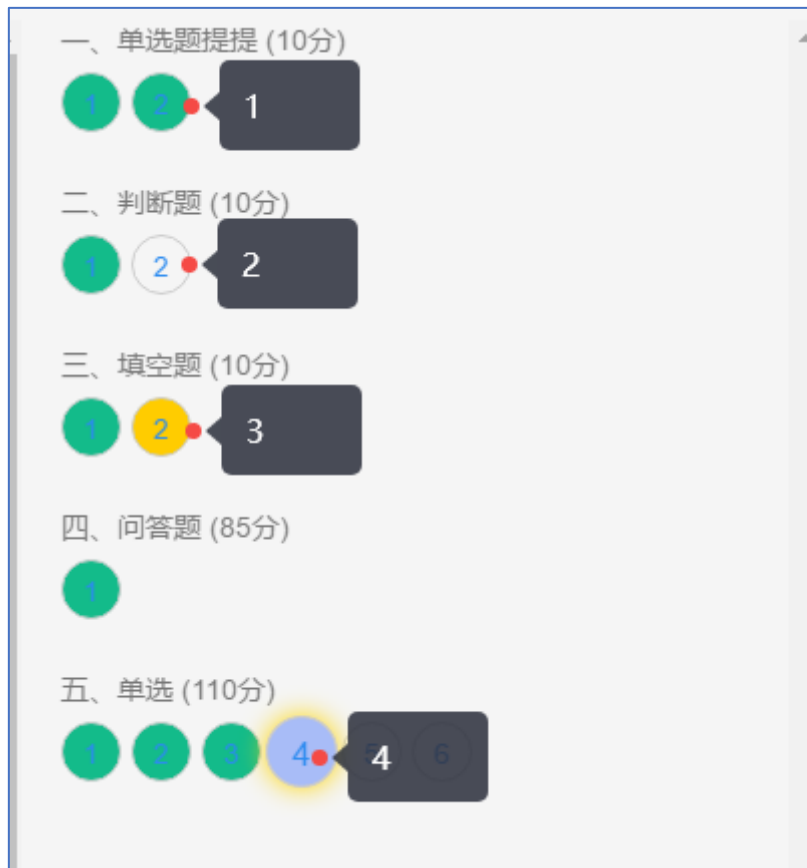 一、单选题提提 (10分)
1 2 1
二、判断题 (10分)
1 2 2
三、填空题 (10分)
1 2 3
四、问答题 (85分)
1
五、单选 (110分)
1 2 3 4 4 5 6